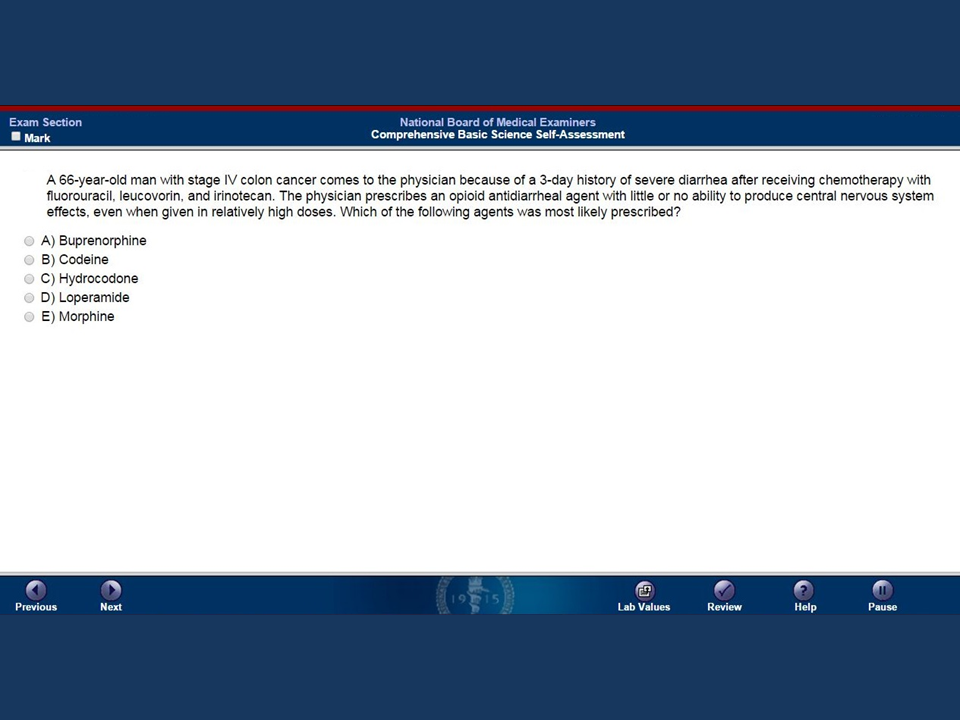 Exam Section
National Board of Medical Examiners
Mark
Comprehensive Basic Science Self-Assessment
A 66-year-old man with stage IV colon cancer comes to the physician because of a 3-day history of severe diarrhea after receiving chemotherapy with
fluorouracil, leucovorin, and irinotecan. The physician prescribes an opioid antidiarrheal agent with little or no ability to produce central nervous system
effects, even when given in relatively high doses. Which of the following agents was most likely prescribed?
A) Buprenorphine
B) Codeine
C) Hydrocodone
D) Loperamide
E) Morphine
1915
Previous
Next
Lab Values
Review
Help
Pause